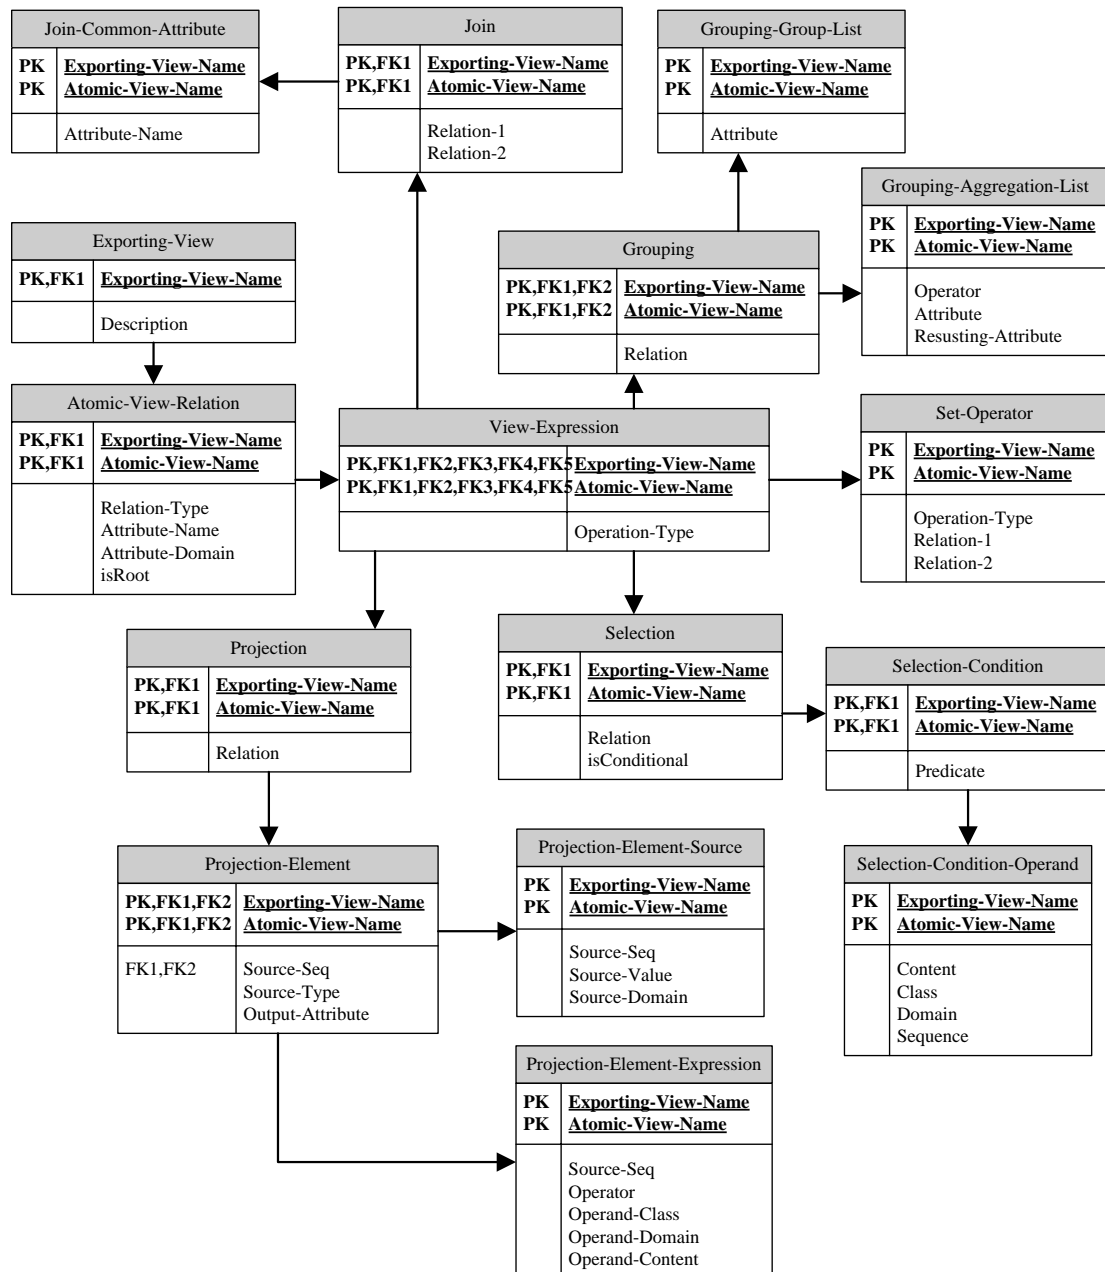 Join-Common-Attribute
PK Exporting-View-Name
PK Atomic-View-Name
Attribute-Name
Join
PK,FK1 Exporting-View-Name
PK,FK1 Atomic-View-Name
Relation-1
Relation-2
Grouping-Group-List
PK Exporting-View-Name
PK Atomic-View-Name
Attribute
Grouping-Aggregation-List
PK Exporting-View-Name
PK Atomic-View-Name
Operator
Attribute
Resusting-Attribute
Exporting-View
PK,FK1 Exporting-View-Name
Description
Grouping
PK,FK1,FK2 Exporting-View-Name
PK,FK1,FK2 Atomic-View-Name
Relation
Atomic-View-Relation
PK,FK1 Exporting-View-Name
PK,FK1 Atomic-View-Name
Relation-Type
Attribute-Name
Attribute-Domain
isRoot
View-Expression
PK,FK1,FK2,FK3,FK4,FK5 Exporting-View-Name
PK,FK1,FK2,FK3,FK4,FK5 Atomic-View-Name
Operation-Type
Set-Operator
PK Exporting-View-Name
PK Atomic-View-Name
Operation-Type
Relation-1
Relation-2
Projection
PK,FK1 Exporting-View-Name
PK,FK1 Atomic-View-Name
Relation
Selection
PK,FK1 Exporting-View-Name
PK,FK1 Atomic-View-Name
Relation
isConditional
Selection-Condition
PK,FK1 Exporting-View-Name
PK,FK1 Atomic-View-Name
Predicate
Projection-Element
PK,FK1,FK2 Exporting-View-Name
PK,FK1,FK2 Atomic-View-Name
FK1,FK2 Source-Seq
Source-Type
Output-Attribute
Projection-Element-Source
PK Exporting-View-Name
PK Atomic-View-Name
Source-Seq
Source-Value
Source-Domain
Selection-Condition-Operand
PK Exporting-View-Name
PK Atomic-View-Name
Content
Class
Domain
Sequence
Projection-Element-Expression
PK Exporting-View-Name
PK Atomic-View-Name
Source-Seq
Operator
Operand-Class
Operand-Domain
Operand-Content